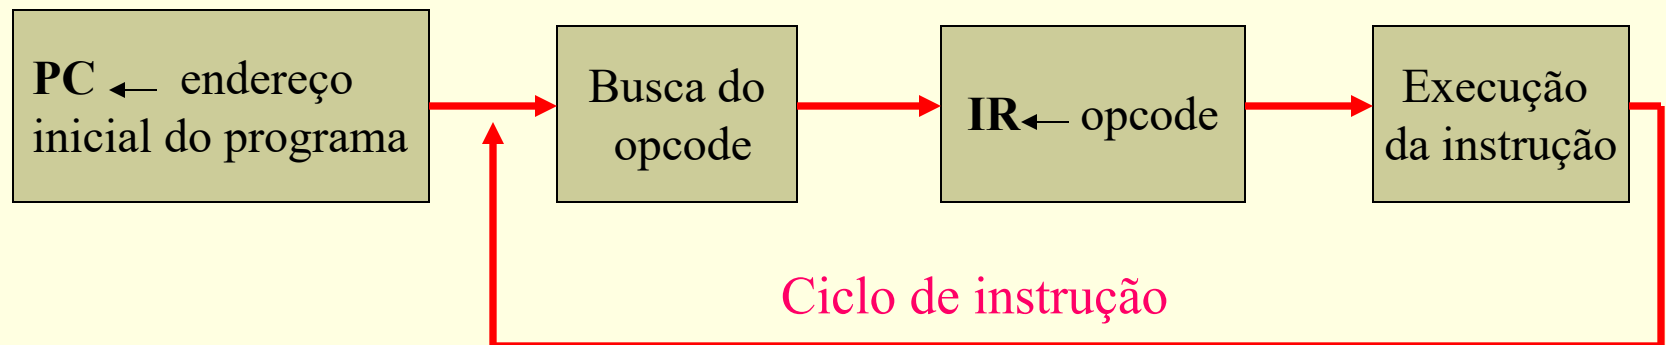 PC ← endereço
inicial do programa
Busca do
opcode
IR← opcode
Execução
da instrução
Ciclo de instrução